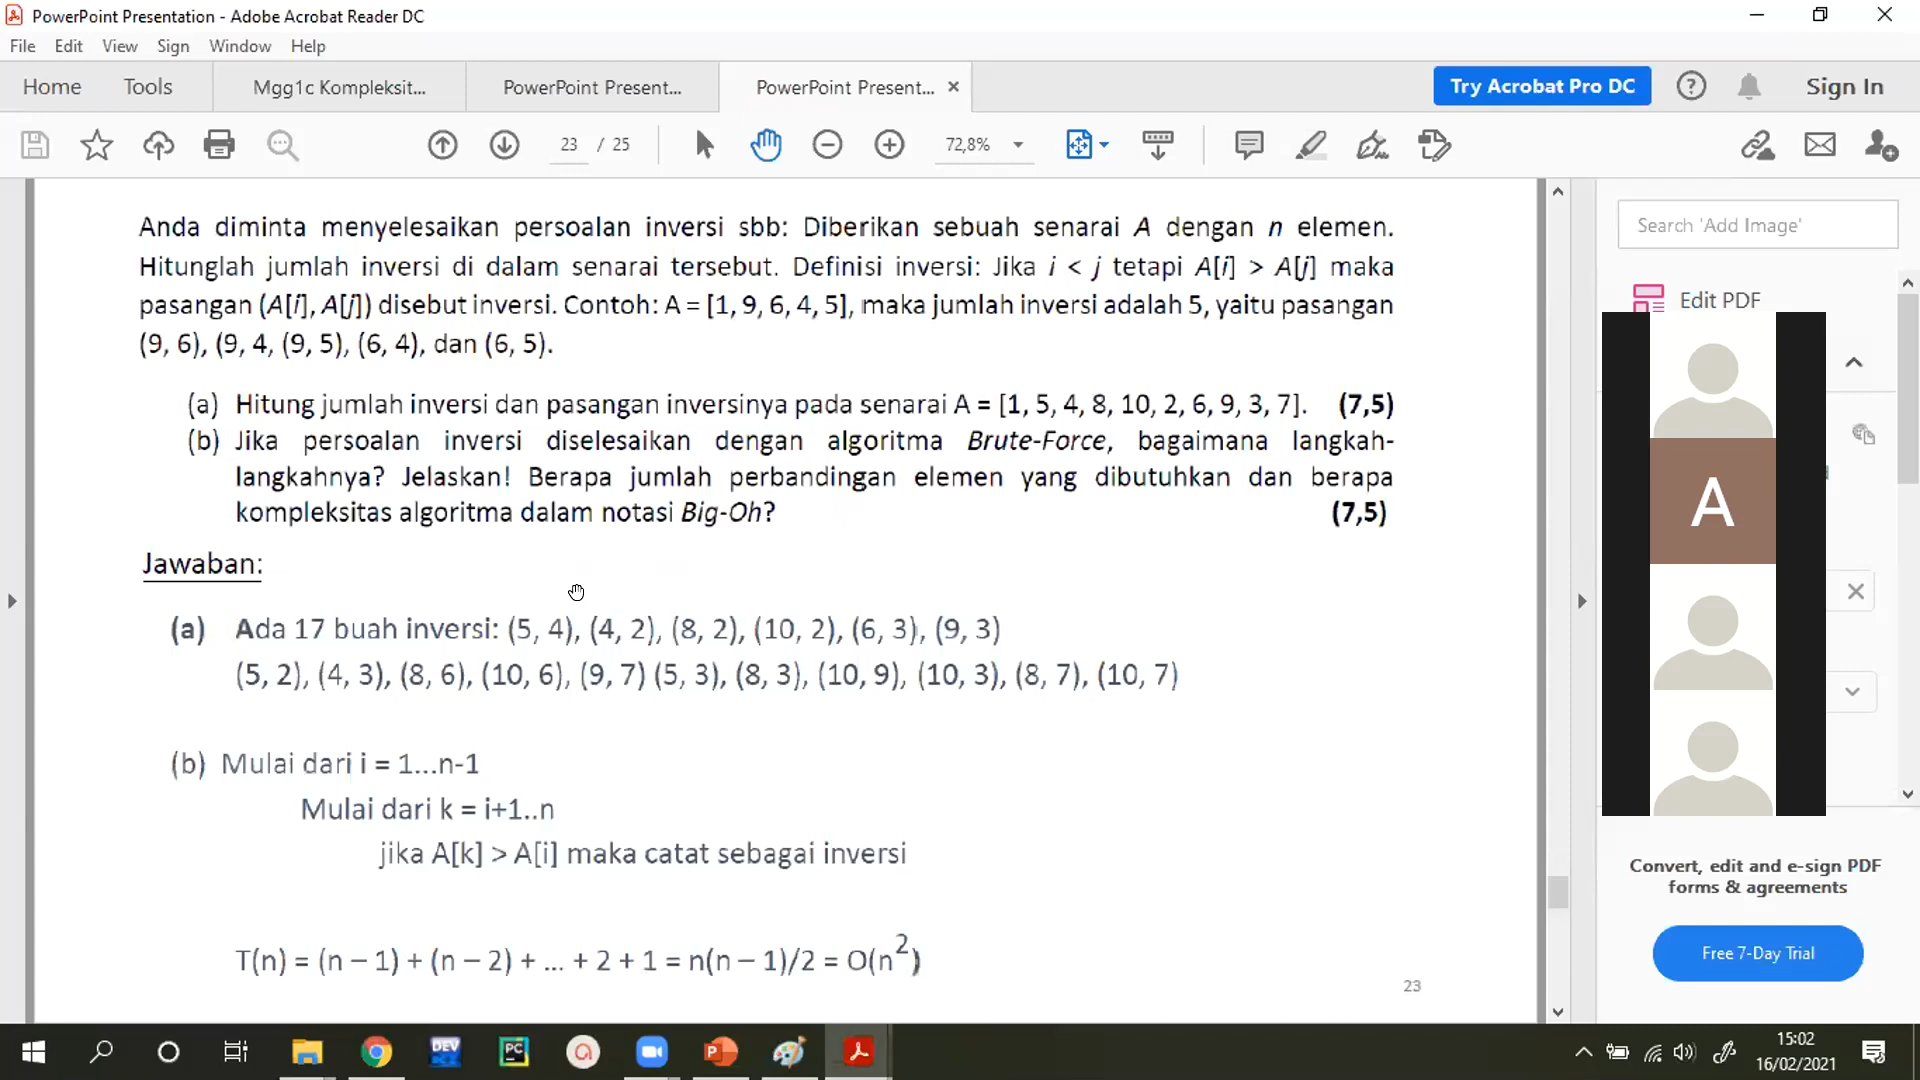 PowerPoint Presentation - Adobe Acrobat Reader DC
File Edit View Sign Window Help
Home Tools Mgg1c Kompleksit... PowerPoint Present... PowerPoint Present... Try Acrobat Pro DC Sign In
23 / 25 72,8%
Anda diminta menyelesaikan persoalan inversi sbb: Diberikan sebuah senarai A dengan n elemen.
Hitunglah jumlah inversi di dalam senarai tersebut. Definisi inversi: Jika i < j tetapi A[i] > A[j] maka
pasangan (A[i], A[j]) disebut inversi. Contoh: A = [1, 9, 6, 4, 5], maka jumlah inversi adalah 5, yaitu pasangan
(9, 6), (9, 4, (9, 5), (6, 4), dan (6, 5).
(a) Hitung jumlah inversi dan pasangan inversinya pada senarai A = [1, 5, 4, 8, 10, 2, 6, 9, 3, 7]. (7,5)
(b) Jika persoalan inversi diselesaikan dengan algoritma Brute-Force, bagaimana langkah-
langkahnya? Jelaskan! Berapa jumlah perbandingan elemen yang dibutuhkan dan berapa
kompleksitas algoritma dalam notasi Big-Oh? (7,5)
Jawaban:
(a) Ada 17 buah inversi: (5, 4), (4, 2), (8, 2), (10, 2), (6, 3), (9, 3)
(5, 2), (4, 3), (8, 6), (10, 6), (9, 7) (5, 3), (8, 3), (10, 9), (10, 3), (8, 7), (10, 7)
(b) Mulai dari i = 1...n-1
Mulai dari k = i+1..n
jika A[k] > A[i] maka catat sebagai inversi
T(n) = (n – 1) + (n – 2) + ... + 2 + 1 = n(n – 1)/2 = O(n²)
23
Search 'Add Image'
Edit PDF
A
Convert, edit and e-sign PDF
forms & agreements
Free 7-Day Trial
DEV
PC
P
15:02
16/02/2021